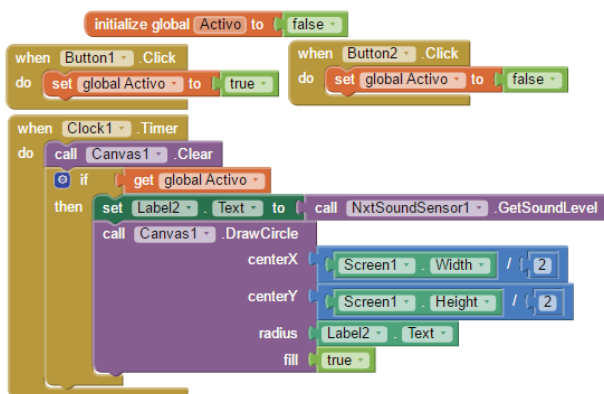 initialize global Activo to false
when Button1 .Click
do set global Activo to true
when Button2 .Click
do set global Activo to false
when Clock1 .Timer
do call Canvas1 .Clear
if get global Activo
then set Label2 . Text to call NxtSoundSensor1 .GetSoundLevel
call Canvas1 .DrawCircle
centerX Screen1 . Width / 2
centerY Screen1 . Height / 2
radius Label2 . Text
fill true